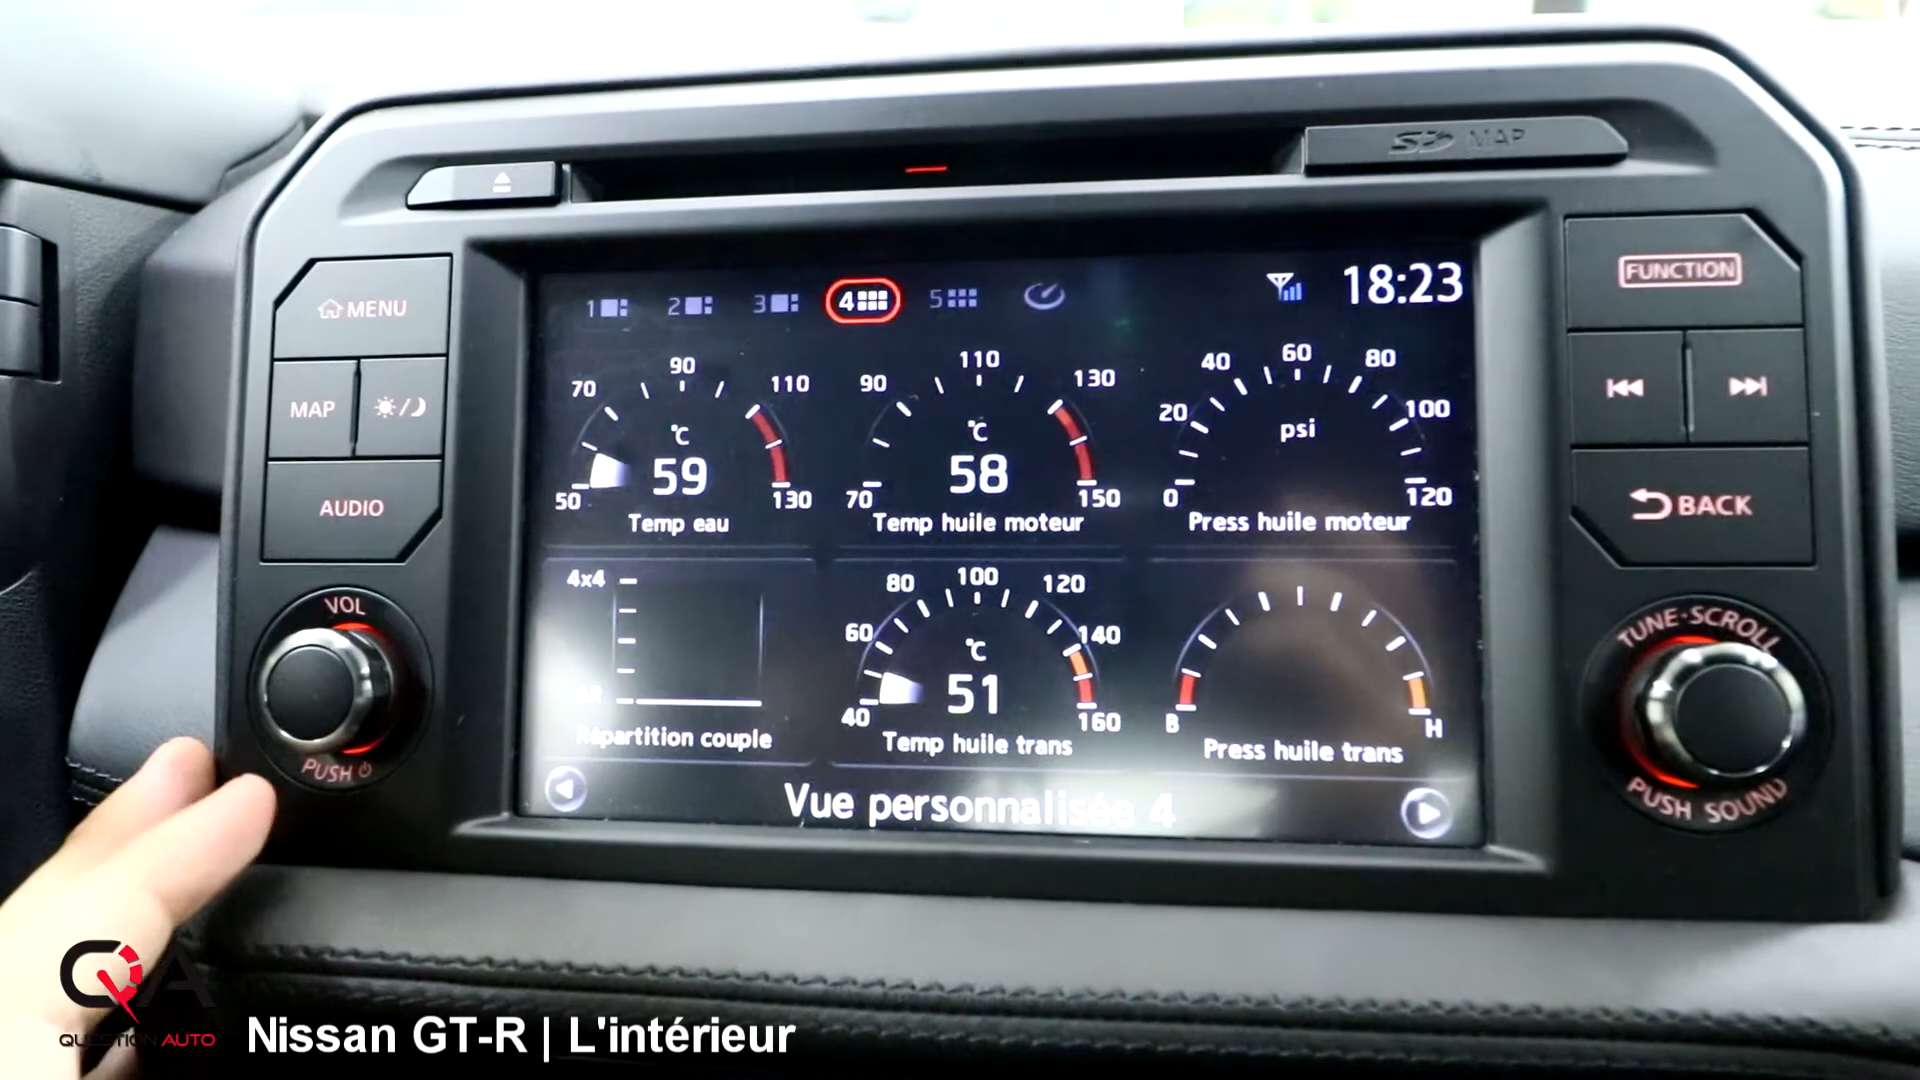 SD MAP
MENU
MAP
AUDIO
VOL
PUSH
FUNCTION
BACK
TUNE·SCROLL
PUSH SOUND
1 2 3 4 5
18:23
50 70 90 110 130
°C
59
Temp eau
70 90 110 130 150
°C
58
Temp huile moteur
0 20 40 60 80 100 120
psi
Press huile moteur
4x4
Répartition couple
40 60 80 100 120 140 160
°C
51
Temp huile trans
B H
Press huile trans
Vue personnalisée 4
QA
QUESTION AUTO
Nissan GT-R | L'intérieur